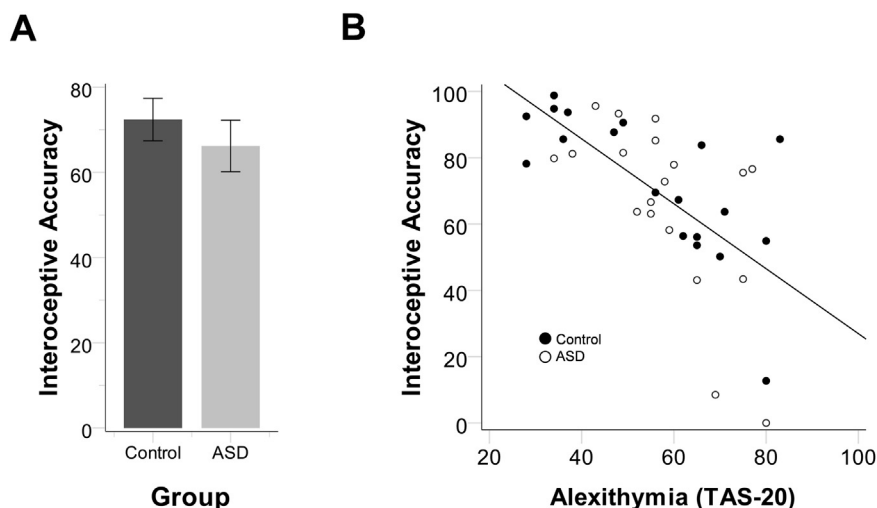 A
80
60
40
20
0
Interoceptive Accuracy
Control
ASD
Group
B
100
80
60
40
20
0
Interoceptive Accuracy
Control
ASD
20
40
60
80
100
Alexithymia (TAS-20)